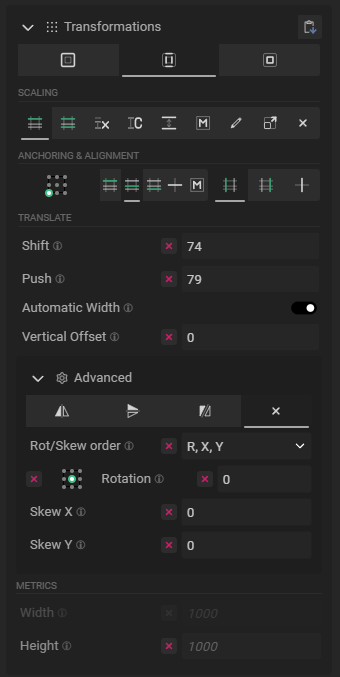 Transformations
SCALING
M
ANCHORING & ALIGNMENT
M
TRANSLATE
Shift 74
Push 79
Automatic Width
Vertical Offset 0
Advanced
Rot/Skew order R, X, Y
Rotation 0
Skew X 0
Skew Y 0
METRICS
Width 1000
Height 1000